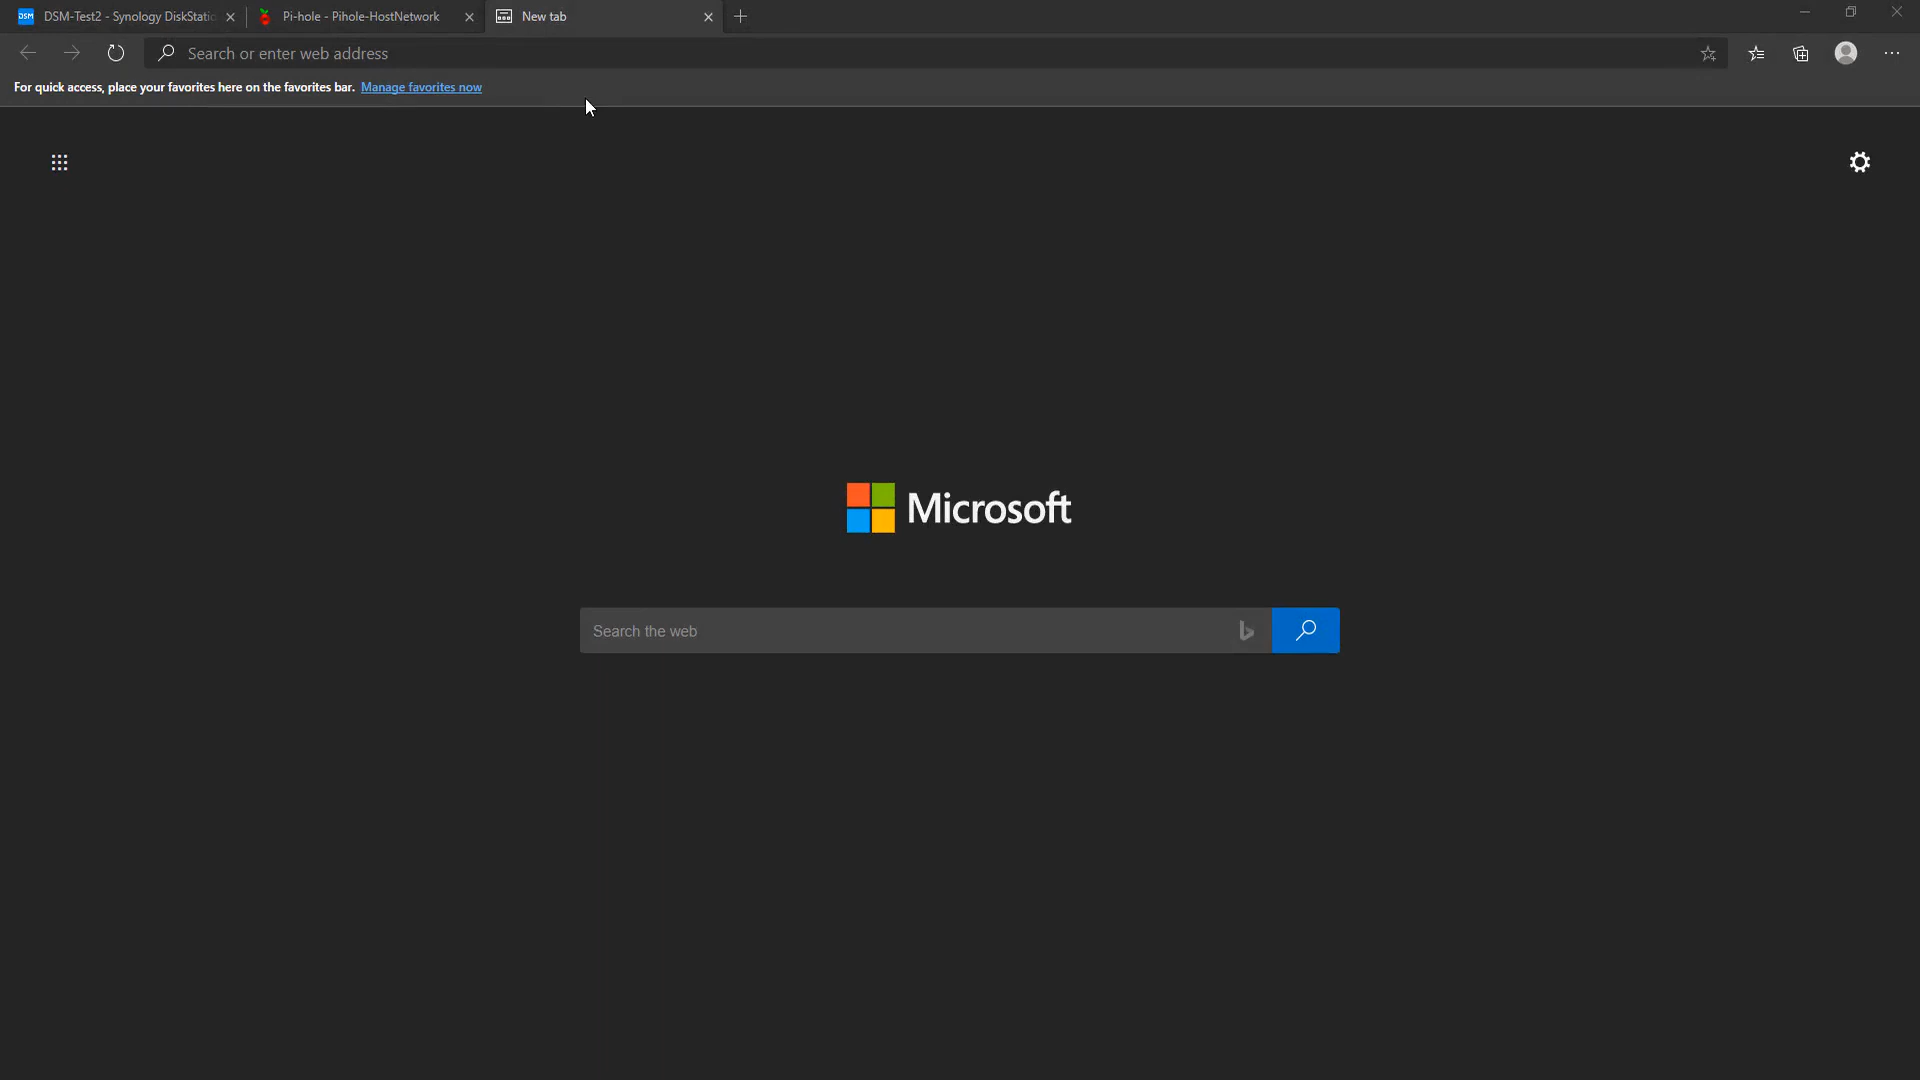 DSM-Test2 - Synology DiskStatio
Pi-hole - Pihole-HostNetwork
New tab
Search or enter web address
For quick access, place your favorites here on the favorites bar. Manage favorites now
Microsoft
Search the web